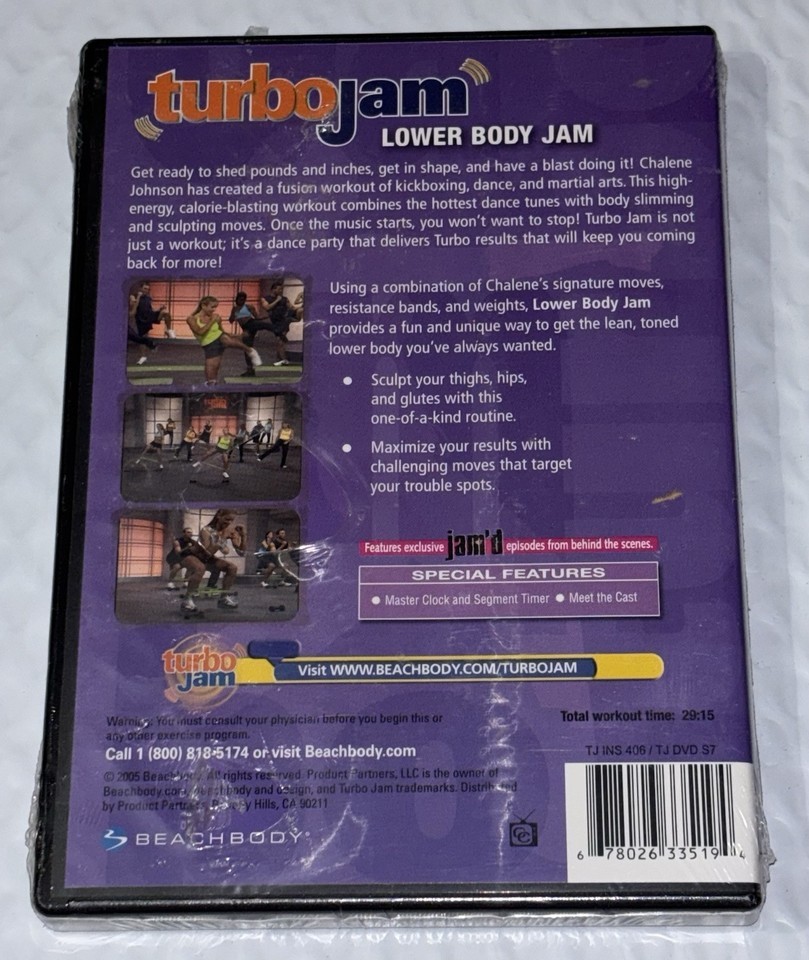 turbojam
LOWER BODY JAM
Get ready to shed pounds and inches, get in shape, and have a blast doing it! Chalene
Johnson has created a fusion workout of kickboxing, dance, and martial arts. This high-
energy, calorie-blasting workout combines the hottest dance tunes with body slimming
and sculpting moves. Once the music starts, you won't want to stop! Turbo Jam is not
just a workout; it's a dance party that delivers Turbo results that will keep you coming
back for more!
Using a combination of Chalene's signature moves,
resistance bands, and weights, Lower Body Jam
provides a fun and unique way to get the lean, toned
lower body you've always wanted.
• Sculpt your thighs, hips,
and glutes with this
one-of-a-kind routine.
• Maximize your results with
challenging moves that target
your trouble spots.
Features exclusive jam'd episodes from behind the scenes.
SPECIAL FEATURES
• Master Clock and Segment Timer • Meet the Cast
turbo
jam
Visit WWW.BEACHBODY.COM/TURBOJAM
Warning: You must consult your physician before you begin this or
any other exercise program.
Call 1 (800) 818-5174 or visit Beachbody.com
Total workout time: 29:15
TJ INS 406 / TJ DVD S7
© 2005 Beachbody. All rights reserved. Product Partners, LLC is the owner of
Beachbody.com, Beachbody and design, and Turbo Jam trademarks. Distributed
by Product Partners, Beverly Hills, CA 90211
BEACHBODY®
CC
6 78026 33519 4